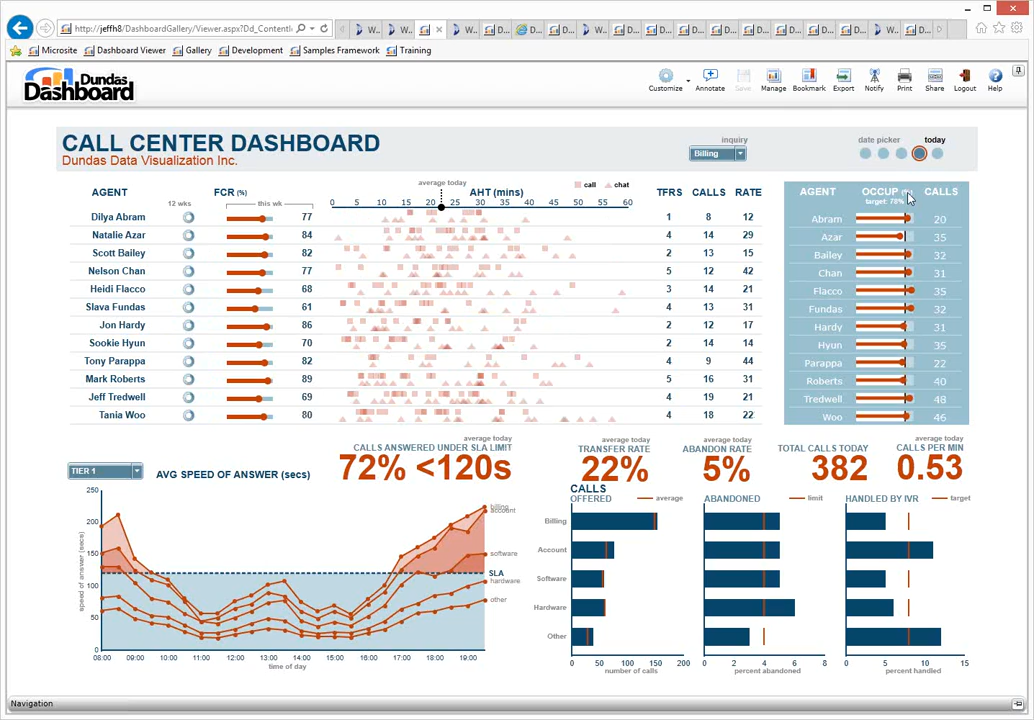 http://jeffh8/DashboardGallery/Viewer.aspx?Dd_Contentl
W...
W...
W...
D...
D...
D...
W...
D...
D...
D...
D...
D...
D...
D...
D...
W...
D...
Microsite
Dashboard Viewer
Gallery
Development
Samples Framework
Training
Dundas
Dashboard
Customize
Annotate
Save
Manage
Bookmark
Export
Notify
Print
Share
Logout
Help
CALL CENTER DASHBOARD
Dundas Data Visualization Inc.
inquiry
Billing
date picker
today
AGENT FCR (%) AHT (mins) TFRS CALLS RATE
12 wks this wk
average today
call chat
0 5 10 15 20 25 30 35 40 45 50 55 60
Dilya Abram 77 1 8 12
Natalie Azar 84 4 14 29
Scott Bailey 82 2 13 15
Nelson Chan 77 5 12 42
Heidi Flacco 68 3 14 21
Slava Fundas 61 4 13 31
Jon Hardy 86 2 12 17
Sookie Hyun 70 2 14 14
Tony Parappa 82 4 9 44
Mark Roberts 89 5 16 31
Jeff Tredwell 69 4 19 21
Tania Woo 80 4 18 22
AGENT OCCUP CALLS
target: 78%
Abram 20
Azar 35
Bailey 32
Chan 31
Flacco 35
Fundas 32
Hardy 31
Hyun 35
Parappa 22
Roberts 40
Tredwell 48
Woo 46
average today
CALLS ANSWERED UNDER SLA LIMIT
72% <120s
average today
TRANSFER RATE
22%
average today
ABANDON RATE
5%
TOTAL CALLS TODAY
382
average today
CALLS PER MIN
0.53
TIER 1
AVG SPEED OF ANSWER (secs)
speed of answer (secs)
250
200
150
100
50
0
billing
account
software
SLA
hardware
other
08:00 09:00 10:00 11:00 12:00 13:00 14:00 15:00 16:00 17:00 18:00 19:00
time of day
CALLS
OFFERED average
Billing
Account
Software
Hardware
Other
0 50 100 150 200
number of calls
ABANDONED limit
0 2 4 6 8
percent abandoned
HANDLED BY IVR target
0 5 10 15
percent handled
Navigation